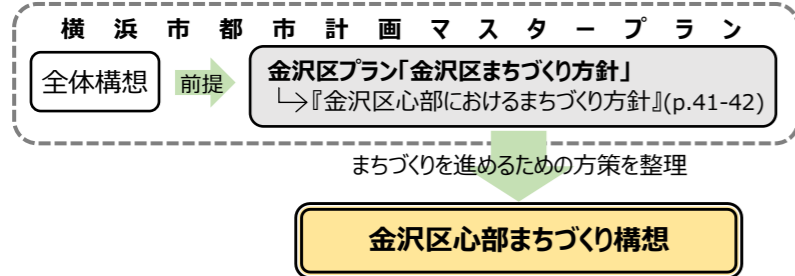 横浜市都市計画マスタープラン
全体構想
前提
金沢区プラン「金沢区まちづくり方針」
└→『金沢区心部におけるまちづくり方針』(p.41-42)
まちづくりを進めるための方策を整理
金沢区心部まちづくり構想